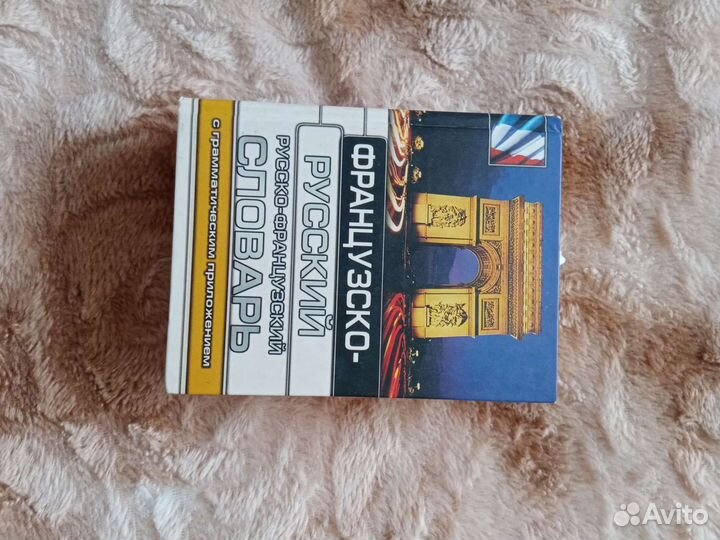 ФРАНЦУЗСКО-
РУССКИЙ
РУССКО-ФРАНЦУЗСКИЙ
СЛОВАРЬ
с грамматическим приложением
Avito